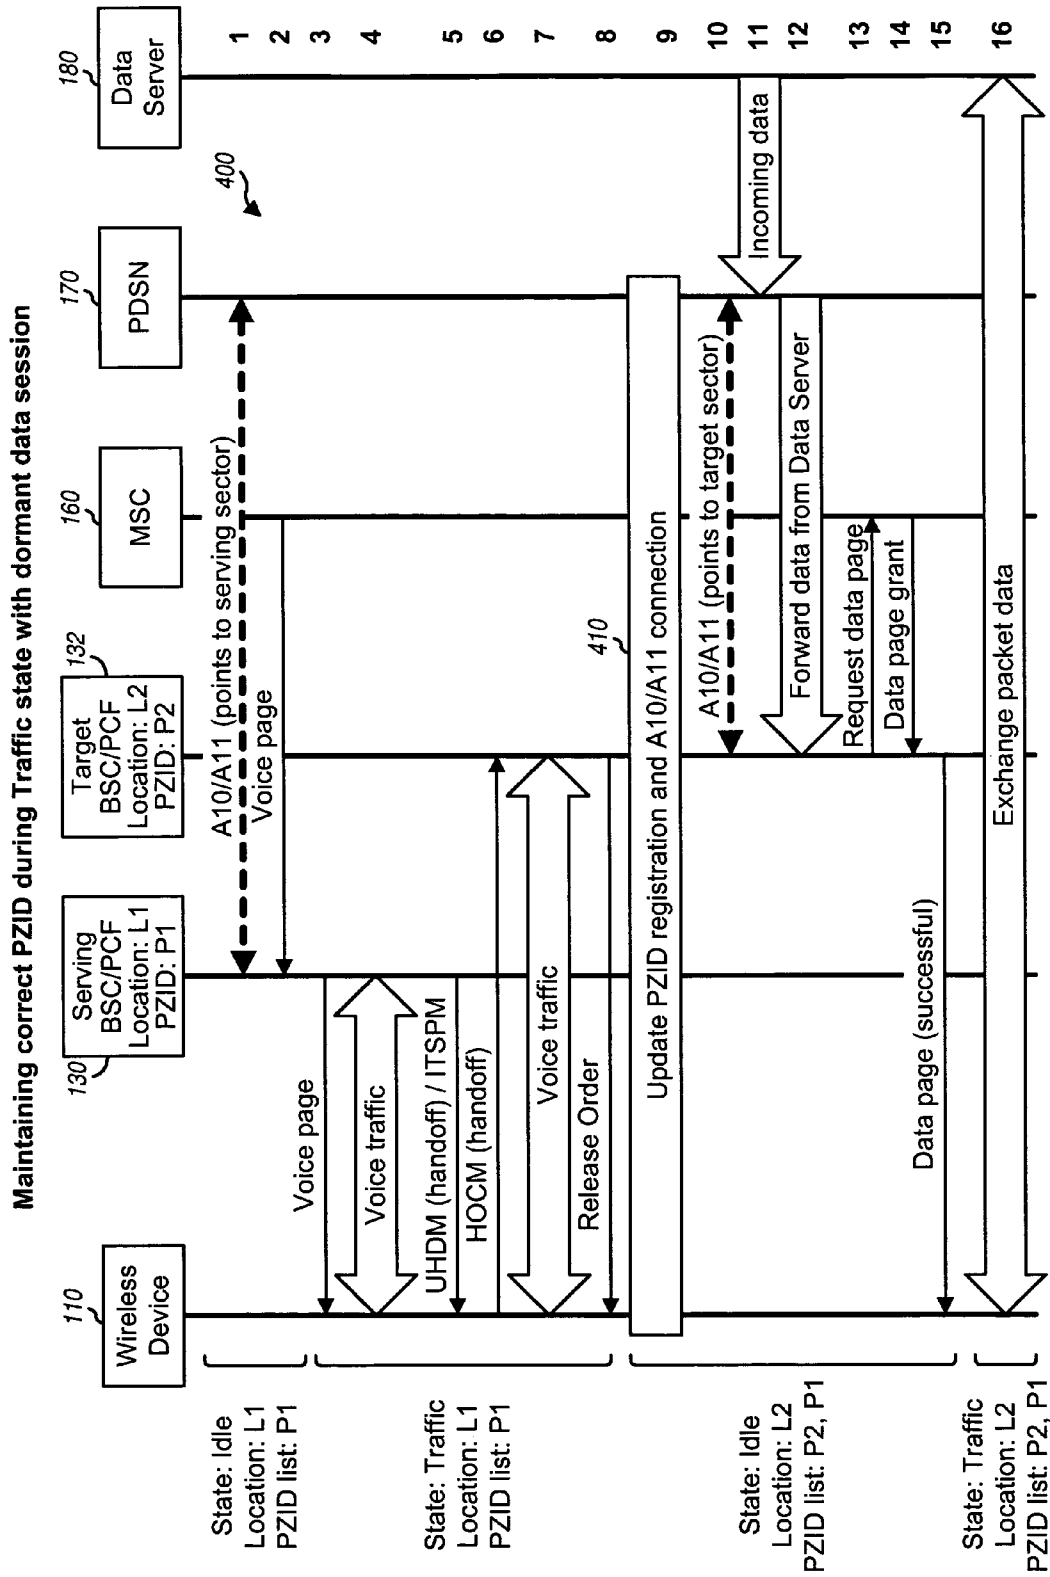 Maintaining correct PZID during Traffic state with dormant data session
110
Wireless
Device
130
Serving
BSC/PCF
Location: L1
PZID: P1
132
Target
BSC/PCF
Location: L2
PZID: P2
160
MSC
170
PDSN
180
Data
Server
400
State: Idle
Location: L1
PZID list: P1
A10/A11 (points to serving sector)
1
Voice page
2
State: Traffic
Location: L1
PZID list: P1
Voice page
3
Voice traffic
4
UHDM (handoff) / ITSPM
5
HOCM (handoff)
6
Voice traffic
7
Release Order
8
State: Idle
Location: L2
PZID list: P2, P1
410
Update PZID registration and A10/A11 connection
9
A10/A11 (points to target sector)
10
Incoming data
11
Forward data from Data Server
12
Request data page
13
Data page grant
14
Data page (successful)
15
State: Traffic
Location: L2
PZID list: P2, P1
Exchange packet data
16